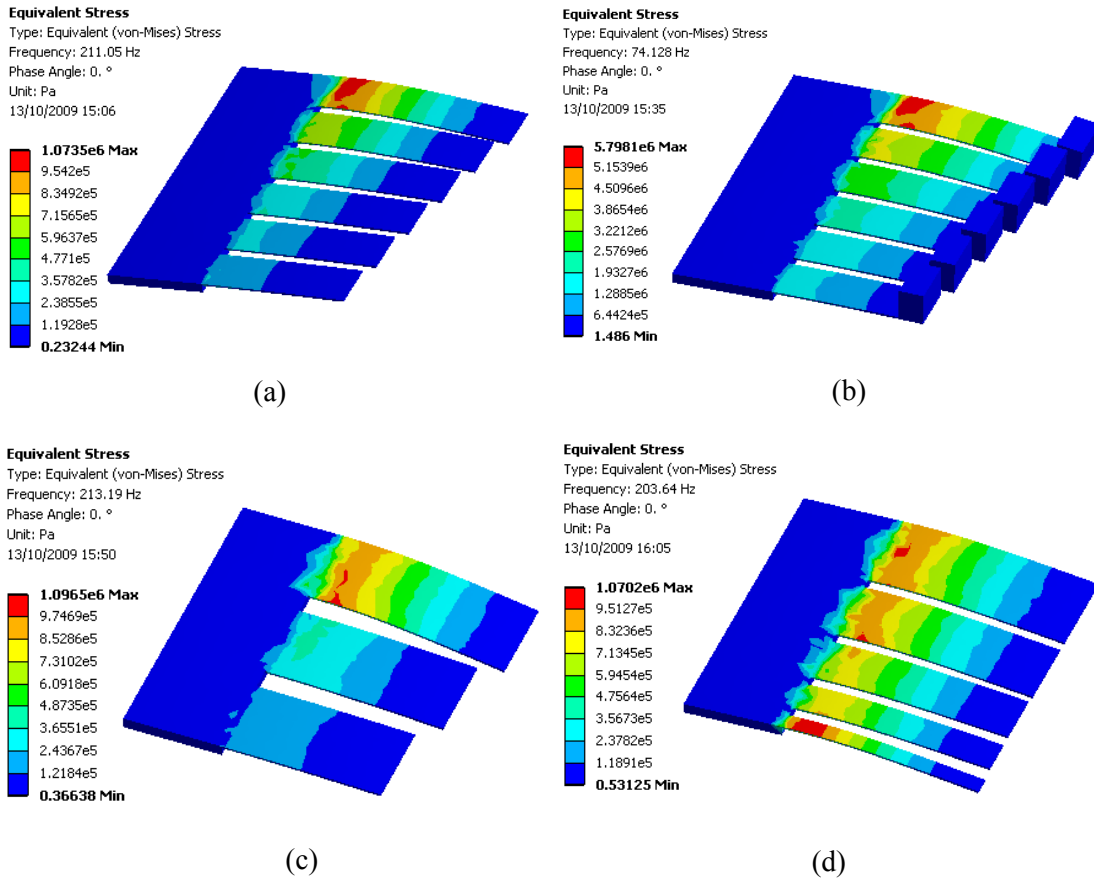 Equivalent Stress
Type: Equivalent (von-Mises) Stress
Frequency: 211.05 Hz
Phase Angle: 0. °
Unit: Pa
13/10/2009 15:06
1.0735e6 Max
9.542e5
8.3492e5
7.1565e5
5.9637e5
4.771e5
3.5782e5
2.3855e5
1.1928e5
0.23244 Min
(a)
Equivalent Stress
Type: Equivalent (von-Mises) Stress
Frequency: 74.128 Hz
Phase Angle: 0. °
Unit: Pa
13/10/2009 15:35
5.7981e6 Max
5.1539e6
4.5096e6
3.8654e6
3.2212e6
2.5769e6
1.9327e6
1.2885e6
6.4424e5
1.486 Min
(b)
Equivalent Stress
Type: Equivalent (von-Mises) Stress
Frequency: 213.19 Hz
Phase Angle: 0. °
Unit: Pa
13/10/2009 15:50
1.0965e6 Max
9.7469e5
8.5286e5
7.3102e5
6.0918e5
4.8735e5
3.6551e5
2.4367e5
1.2184e5
0.36638 Min
(c)
Equivalent Stress
Type: Equivalent (von-Mises) Stress
Frequency: 203.64 Hz
Phase Angle: 0. °
Unit: Pa
13/10/2009 16:05
1.0702e6 Max
9.5127e5
8.3236e5
7.1345e5
5.9454e5
4.7564e5
3.5673e5
2.3782e5
1.1891e5
0.53125 Min
(d)